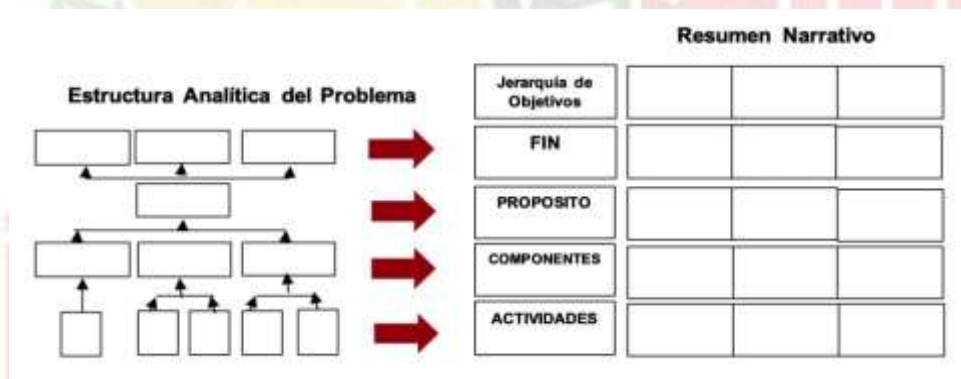 Resumen Narrativo
Estructura Analítica del Problema
Jerarquía de
Objetivos
FIN
PROPOSITO
COMPONENTES
ACTIVIDADES